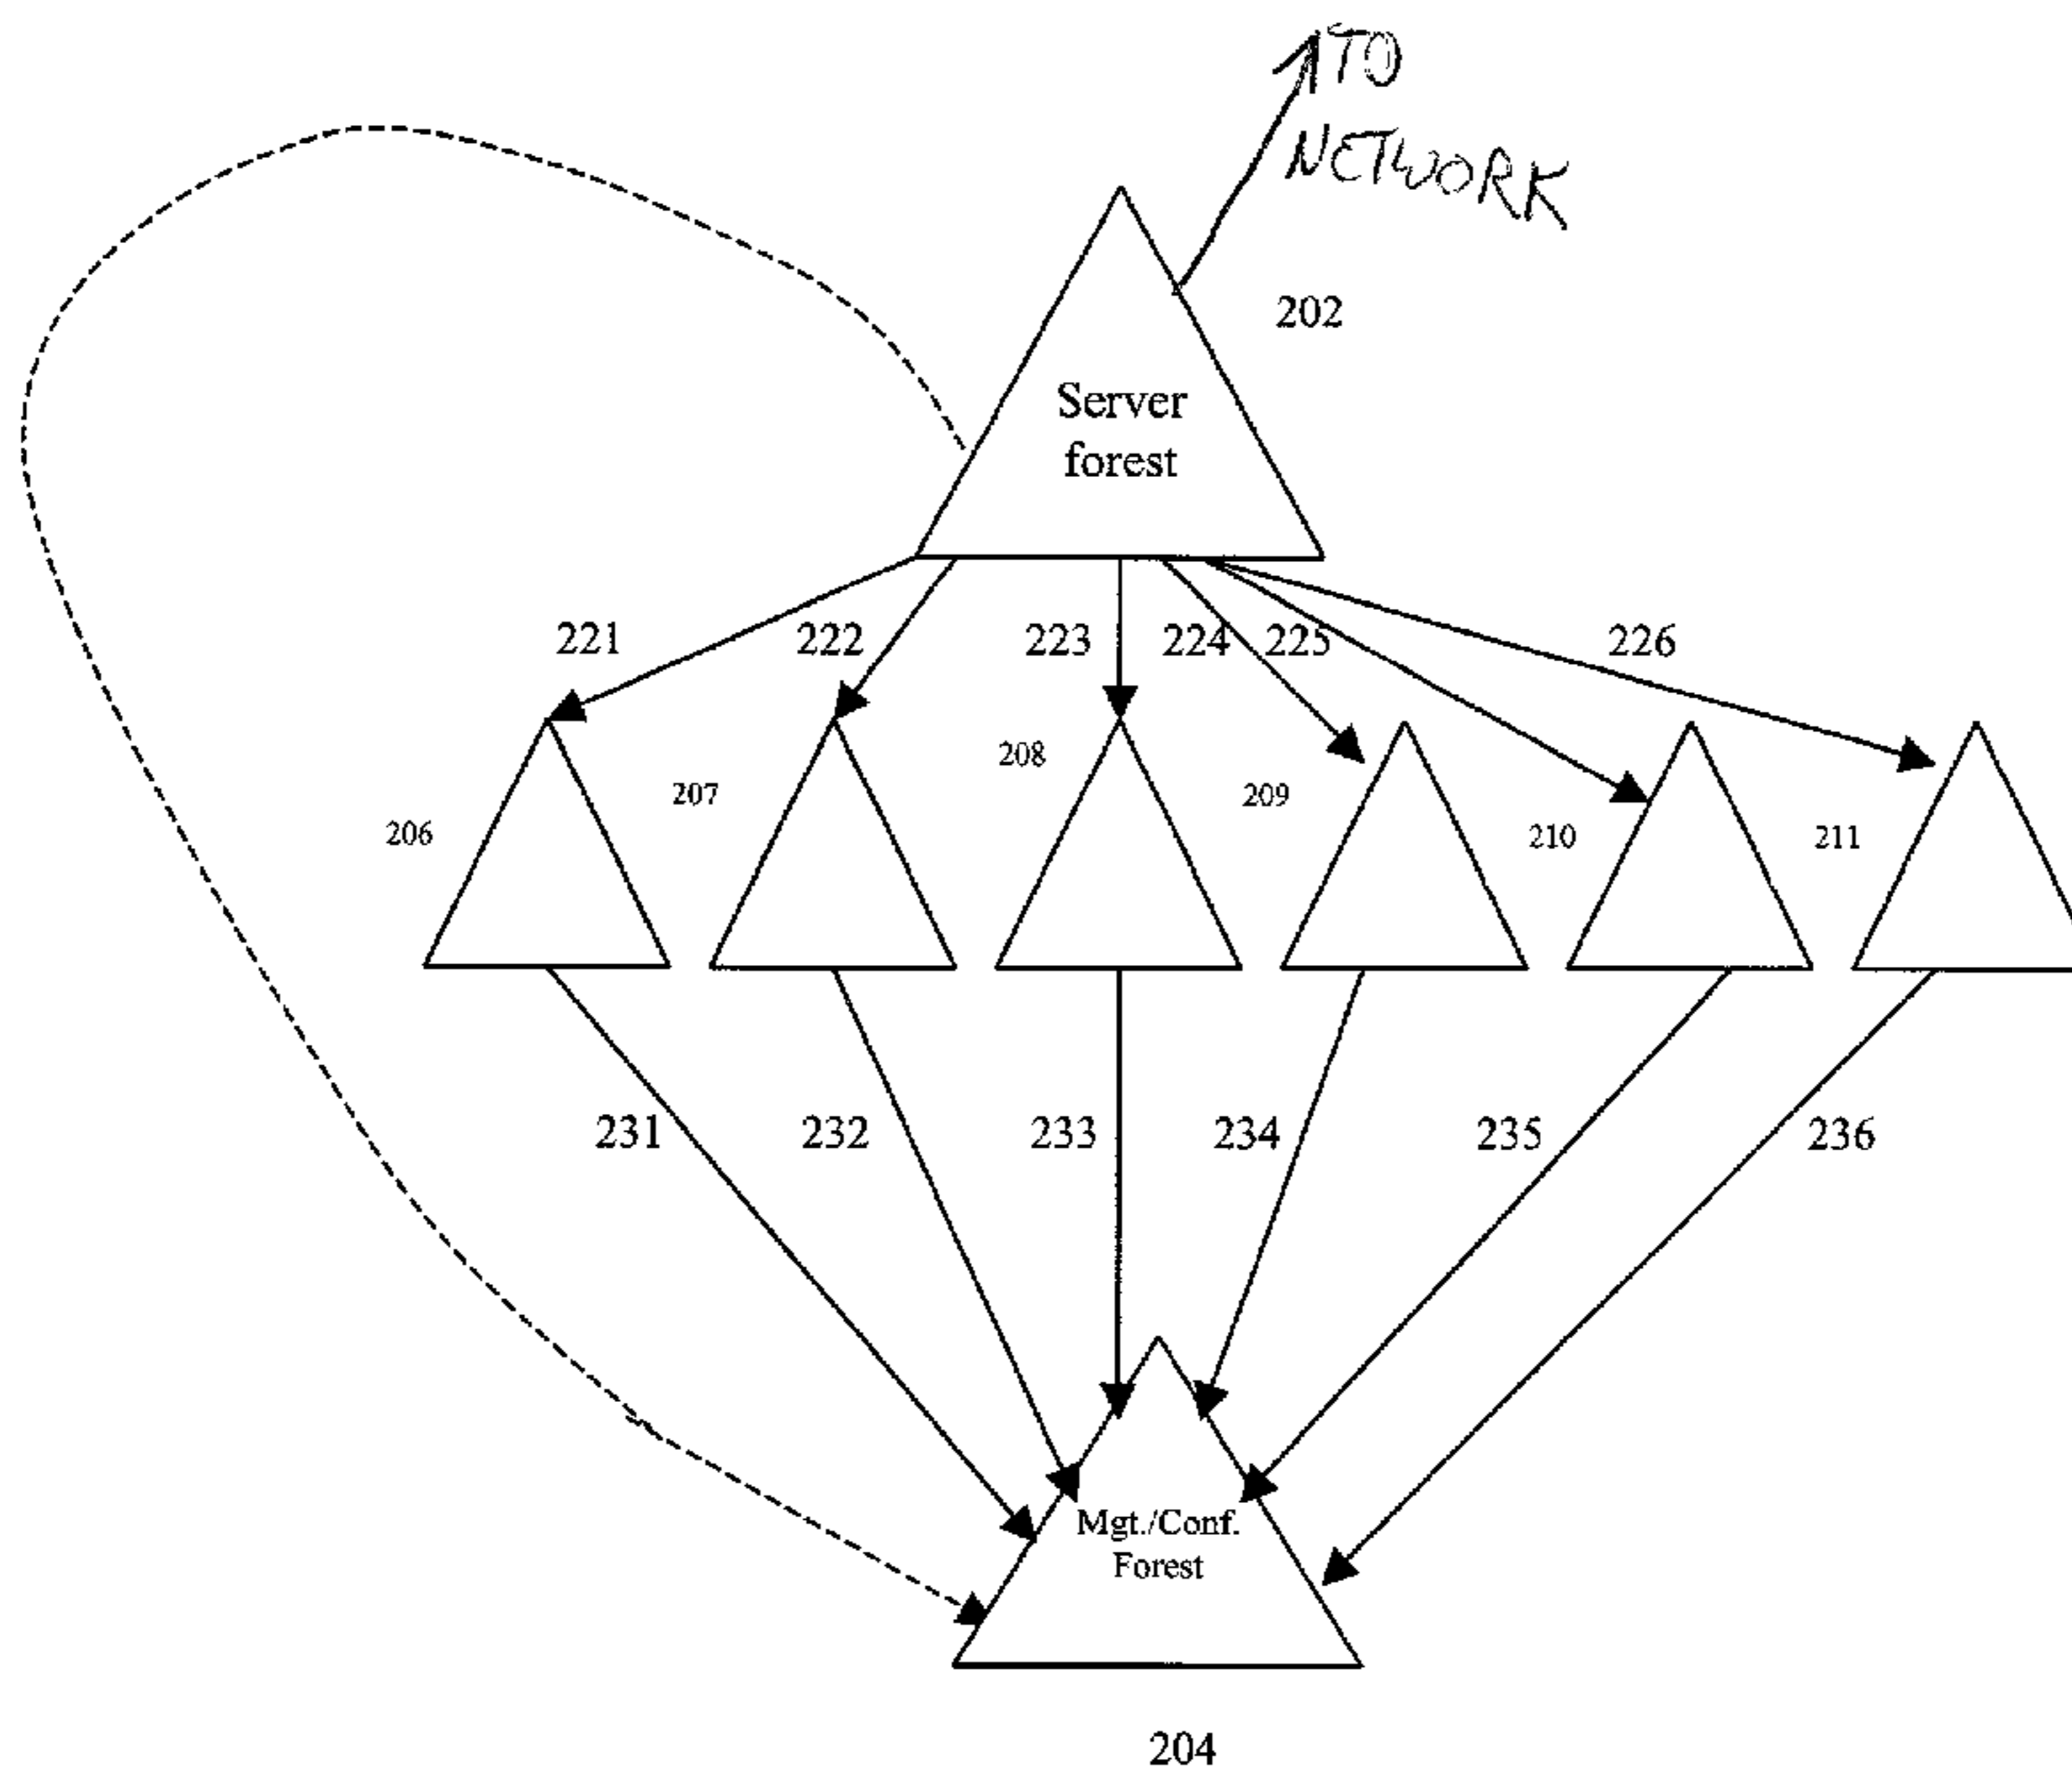 TO
NETWORK
202
Server
forest
221 222 223 224 225 226
208
207 209
206 210 211
231 232 233 234 235 236
Mgt./Conf.
Forest
204